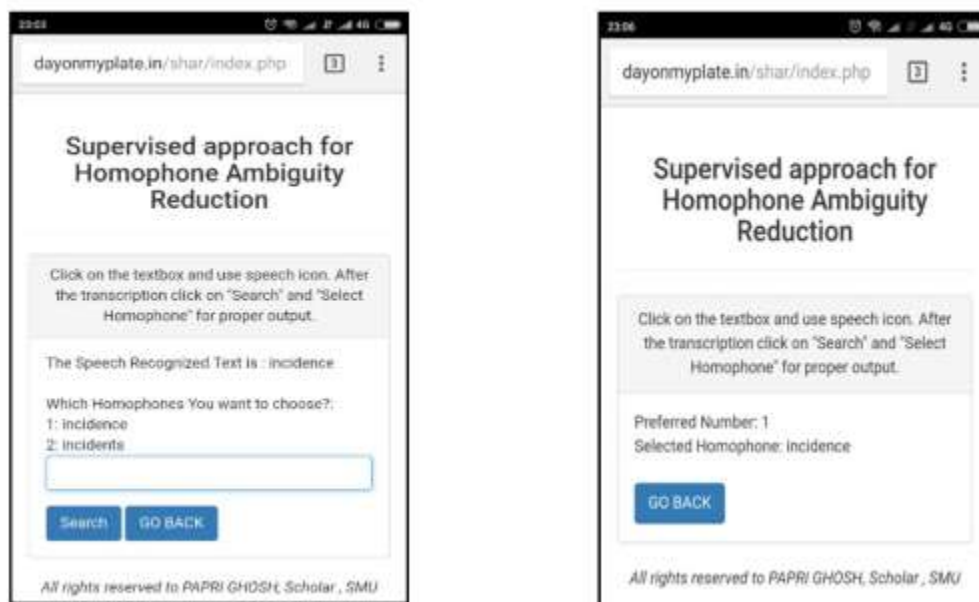 23:03
4G
dayonmyplate.in/shar/index.php
3
Supervised approach for
Homophone Ambiguity
Reduction
Click on the textbox and use speech icon. After
the transcription click on "Search" and "Select
Homophone" for proper output.
The Speech Recognized Text is : incidence
Which Homophones You want to choose?:
1: incidence
2: incidents
Search
GO BACK
All rights reserved to PAPRI GHOSH, Scholar , SMU
23:06
4G
dayonmyplate.in/shar/index.php
3
Supervised approach for
Homophone Ambiguity
Reduction
Click on the textbox and use speech icon. After
the transcription click on "Search" and "Select
Homophone" for proper output.
Preferred Number: 1
Selected Homophone: incidence
GO BACK
All rights reserved to PAPRI GHOSH, Scholar , SMU